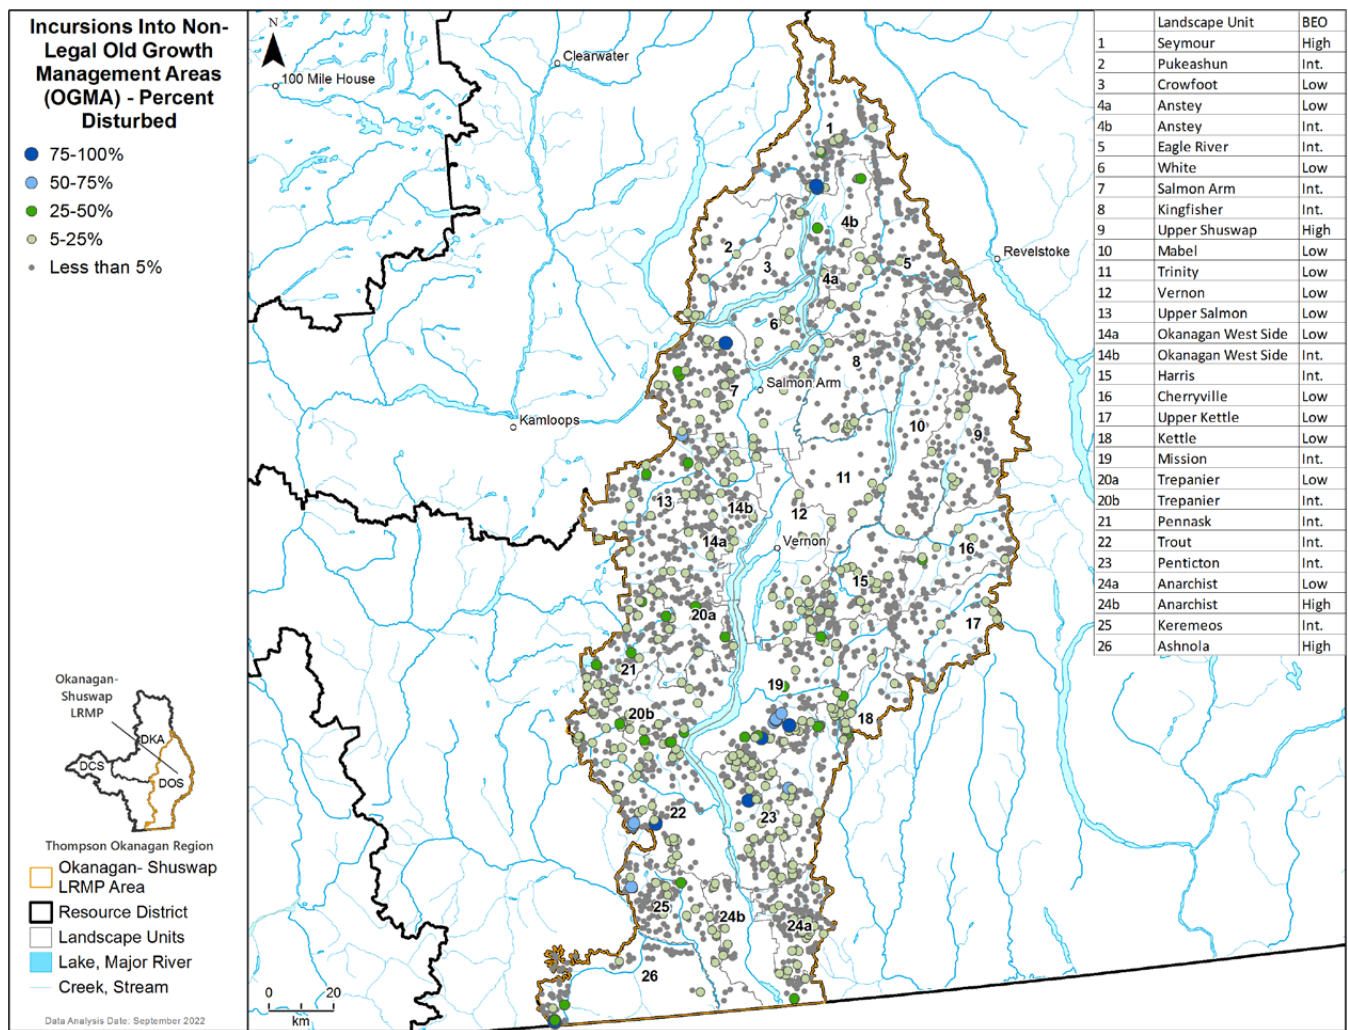 Incursions Into Non-
Legal Old Growth
Management Areas
(OGMA) - Percent
Disturbed
75-100%
50-75%
25-50%
5-25%
Less than 5%
Okanagan-
Shuswap
LRMP
DKA
DCS
DOS
Thompson Okanagan Region
Okanagan- Shuswap
LRMP Area
Resource District
Landscape Units
Lake, Major River
Creek, Stream
Data Analysis Date: September 2022
N
100 Mile House
Clearwater
Revelstoke
Kamloops
Salmon Arm
Vernon
1
2
3
4b
4a
5
6
7
8
9
10
11
12
13
14b
14a
15
16
17
18
19
20a
20b
21
22
23
24b
24a
25
26
0 20
km
Landscape Unit BEO
1 Seymour High
2 Pukeashun Int.
3 Crowfoot Low
4a Anstey Low
4b Anstey Int.
5 Eagle River Int.
6 White Low
7 Salmon Arm Int.
8 Kingfisher Int.
9 Upper Shuswap High
10 Mabel Low
11 Trinity Low
12 Vernon Low
13 Upper Salmon Low
14a Okanagan West Side Low
14b Okanagan West Side Int.
15 Harris Int.
16 Cherryville Low
17 Upper Kettle Low
18 Kettle Low
19 Mission Int.
20a Trepanier Low
20b Trepanier Int.
21 Pennask Int.
22 Trout Int.
23 Penticton Int.
24a Anarchist Low
24b Anarchist High
25 Keremeos Int.
26 Ashnola High